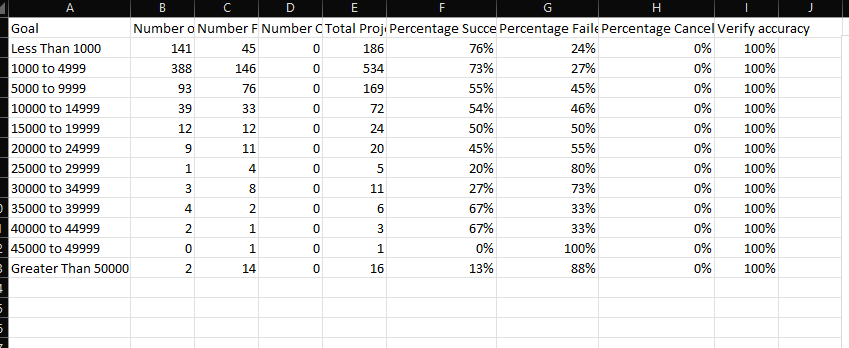 A B C D E F G H I J
Goal Number o Number F Number C Total Proj Percentage Succe Percentage Faile Percentage Cancel Verify accuracy
Less Than 1000 141 45 0 186 76% 24% 0% 100%
1000 to 4999 388 146 0 534 73% 27% 0% 100%
5000 to 9999 93 76 0 169 55% 45% 0% 100%
10000 to 14999 39 33 0 72 54% 46% 0% 100%
15000 to 19999 12 12 0 24 50% 50% 0% 100%
20000 to 24999 9 11 0 20 45% 55% 0% 100%
25000 to 29999 1 4 0 5 20% 80% 0% 100%
30000 to 34999 3 8 0 11 27% 73% 0% 100%
35000 to 39999 4 2 0 6 67% 33% 0% 100%
40000 to 44999 2 1 0 3 67% 33% 0% 100%
45000 to 49999 0 1 0 1 0% 100% 0% 100%
Greater Than 50000 2 14 0 16 13% 88% 0% 100%